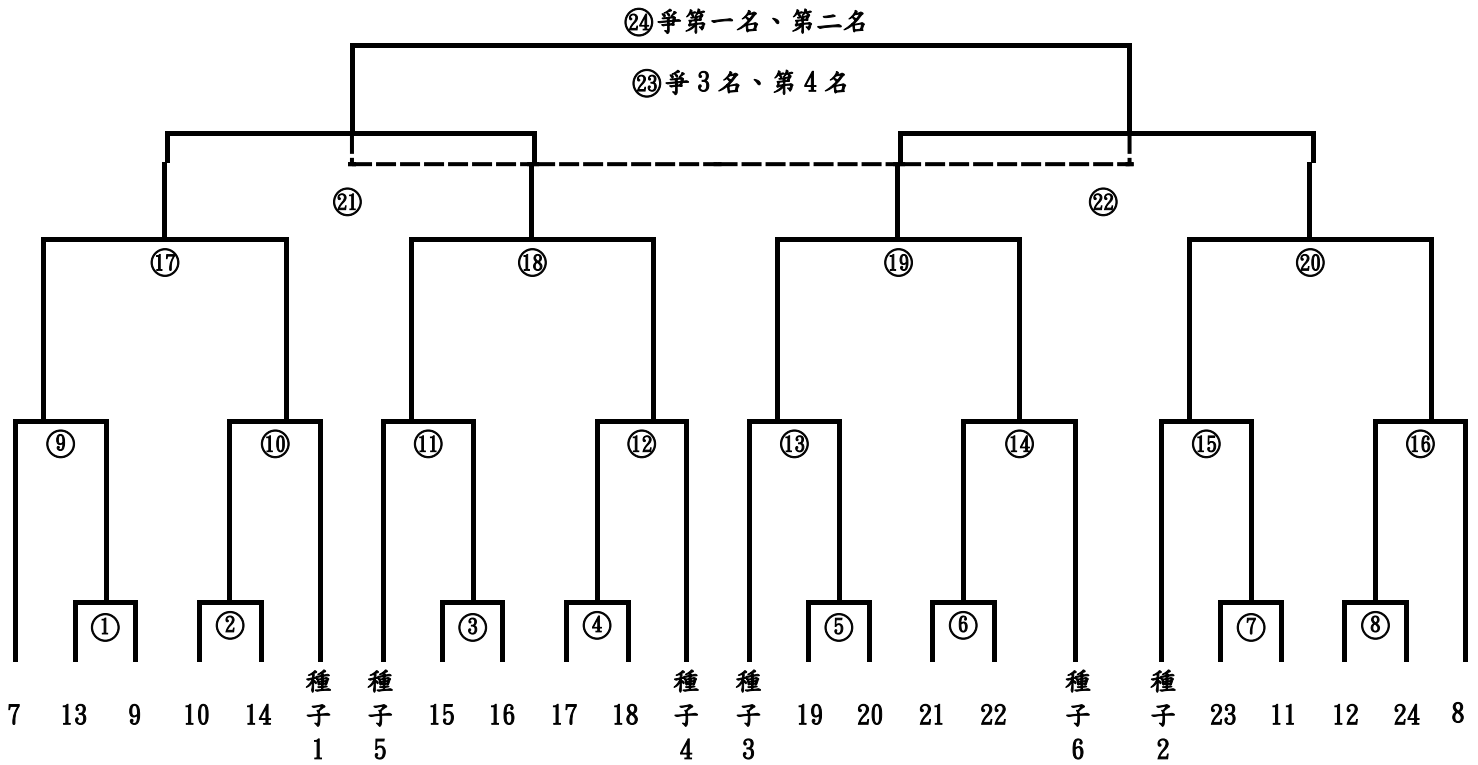 ㉔爭第一名、第二名
㉓爭3名、第4名
㉑ ㉒
⑰ ⑱ ⑲ ⑳
⑨ ⑩ ⑪ ⑫ ⑬ ⑭ ⑮ ⑯
① ② ③ ④ ⑤ ⑥ ⑦ ⑧
7 13 9 10 14 種子1 種子5 15 16 17 18 種子4 種子3 19 20 21 22 種子6 種子2 23 11 12 24 8